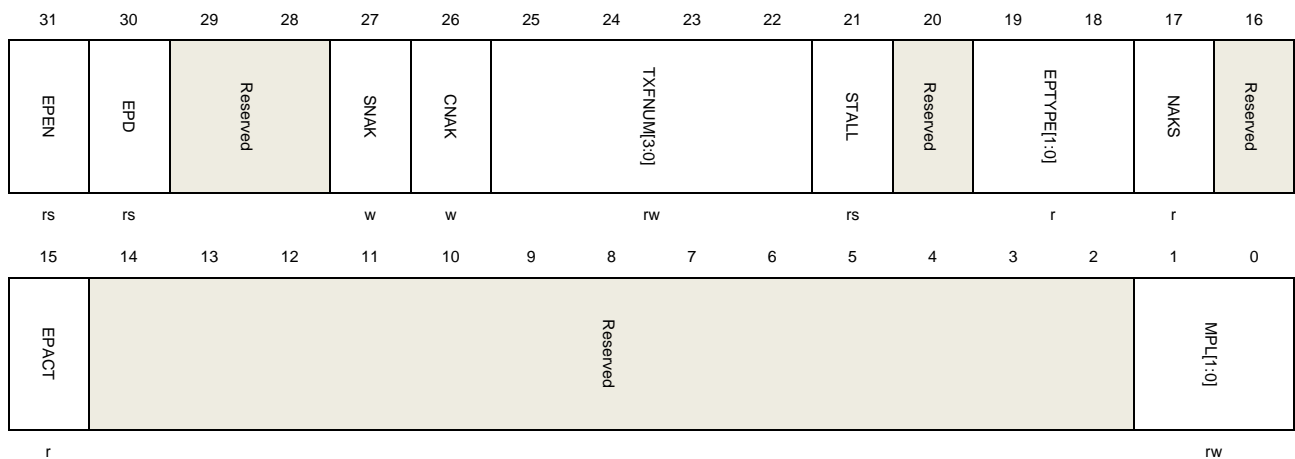 31 30 29 28 27 26 25 24 23 22 21 20 19 18 17 16
EPEN EPD Reserved SNAK CNAK TXFNUM[3:0] STALL Reserved EPTYPE[1:0] NAKS Reserved
rs rs w w rw rs r r
15 14 13 12 11 10 9 8 7 6 5 4 3 2 1 0
EPACT Reserved MPL[1:0]
r rw